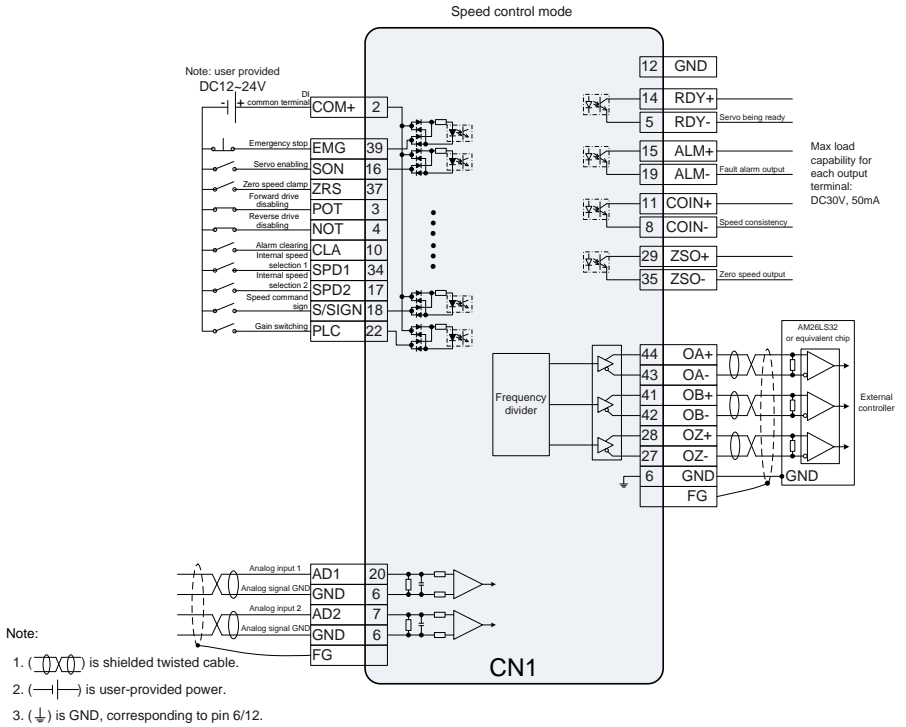 Speed control mode
Note: user provided
DC12~24V
- +
DI
common terminal COM+ 2
Emergency stop EMG 39
Servo enabling SON 16
Zero speed clamp ZRS 37
Forward drive
disabling POT 3
Reverse drive
disabling NOT 4
Alarm clearing CLA 10
Internal speed
selection 1 SPD1 34
Internal speed
selection 2 SPD2 17
Speed command
sign S/SIGN 18
Gain switching PLC 22
12 GND
14 RDY+
5 RDY- Servo being ready
15 ALM+
19 ALM- Fault alarm output
11 COIN+
8 COIN- Speed consistency
29 ZSO+
35 ZSO- Zero speed output
Max load
capability for
each output
terminal:
DC30V, 50mA
Frequency
divider
44 OA+
43 OA-
41 OB+
42 OB-
28 OZ+
27 OZ-
6 GND
FG
AM26LS32
or equivalent chip
GND
External
controller
Analog input 1 AD1 20
Analog signal GND GND 6
Analog input 2 AD2 7
Analog signal GND GND 6
FG
CN1
Note:
1. ( ) is shielded twisted cable.
2. ( ) is user-provided power.
3. ( ) is GND, corresponding to pin 6/12.